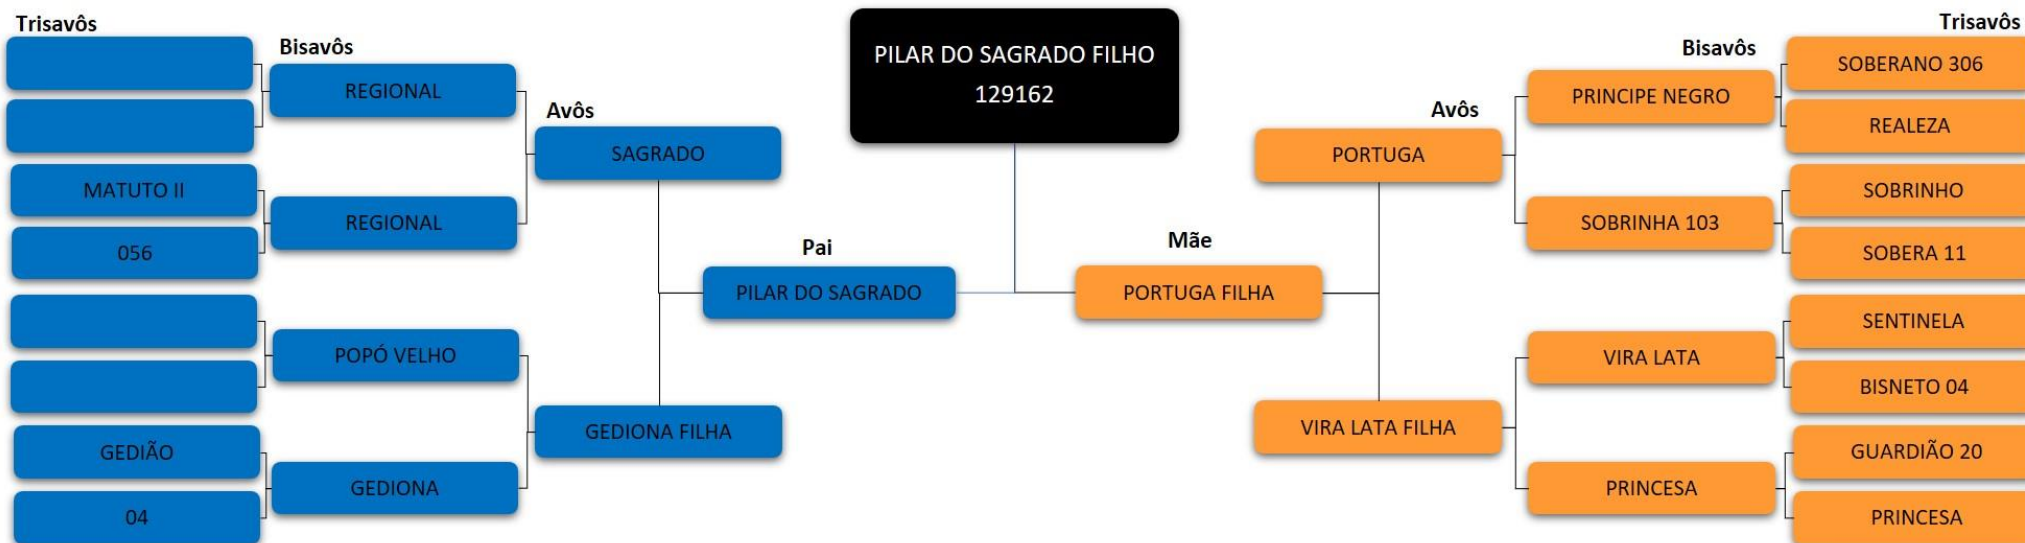 Trisavôs
Bisavôs
REGIONAL
MATUTO II
REGIONAL
056
POPÓ VELHO
GEDIÃO
GEDIONA
04
Avôs
SAGRADO
GEDIONA FILHA
Pai
PILAR DO SAGRADO
PILAR DO SAGRADO FILHO
129162
Mãe
PORTUGA FILHA
Avôs
PORTUGA
VIRA LATA FILHA
Bisavôs
PRINCIPE NEGRO
SOBRINHA 103
VIRA LATA
PRINCESA
Trisavôs
SOBERANO 306
REALEZA
SOBRINHO
SOBERA 11
SENTINELA
BISNETO 04
GUARDIÃO 20
PRINCESA